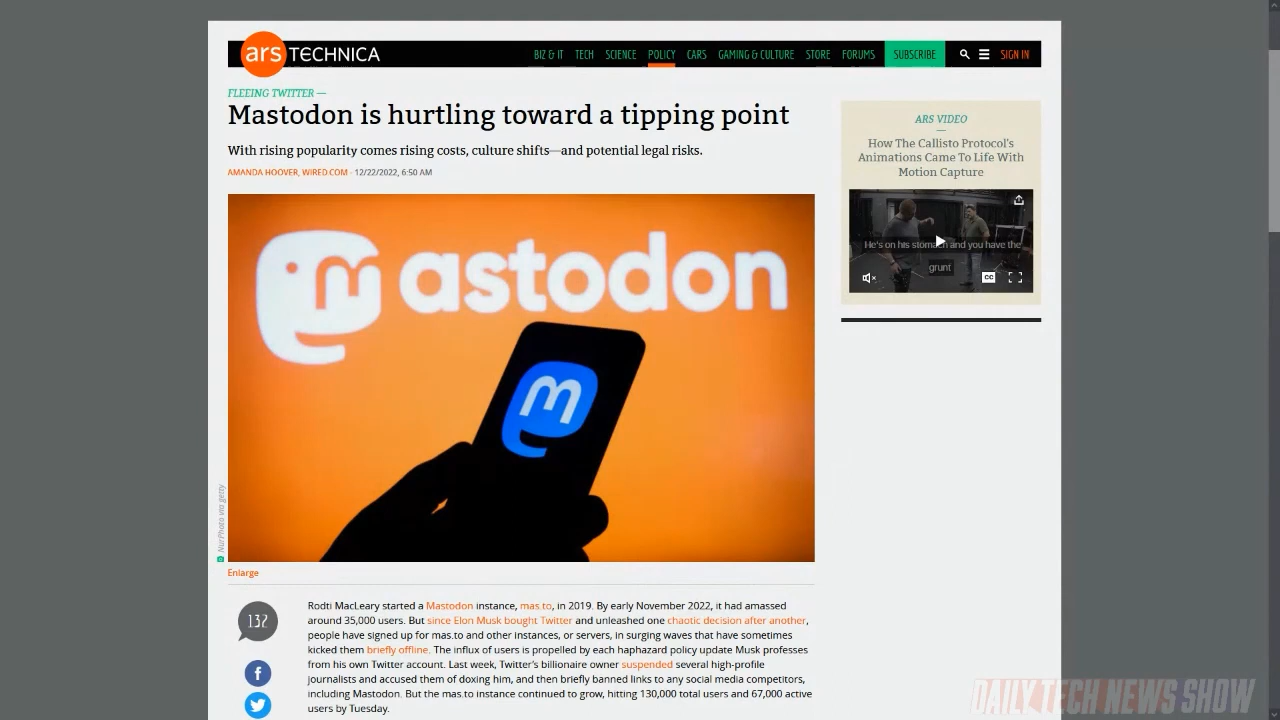 ars TECHNICA
BIZ & IT TECH SCIENCE POLICY CARS GAMING & CULTURE STORE FORUMS SUBSCRIBE SIGN IN
FLEEING TWITTER —
Mastodon is hurtling toward a tipping point
With rising popularity comes rising costs, culture shifts—and potential legal risks.
AMANDA HOOVER, WIRED.COM - 12/22/2022, 6:50 AM
mastodon
m
NurPhoto via getty
Enlarge
132
Rodti MacLeary started a Mastodon instance, mas.to, in 2019. By early November 2022, it had amassed
around 35,000 users. But since Elon Musk bought Twitter and unleashed one chaotic decision after another,
people have signed up for mas.to and other instances, or servers, in surging waves that have sometimes
kicked them briefly offline. The influx of users is propelled by each haphazard policy update Musk professes
from his own Twitter account. Last week, Twitter's billionaire owner suspended several high-profile
journalists and accused them of doxing him, and then briefly banned links to any social media competitors,
including Mastodon. But the mas.to instance continued to grow, hitting 130,000 total users and 67,000 active
users by Tuesday.
ARS VIDEO
How The Callisto Protocol's
Animations Came To Life With
Motion Capture
He's on his stomach and you have the
grunt
CC
DAILY TECH NEWS SHOW